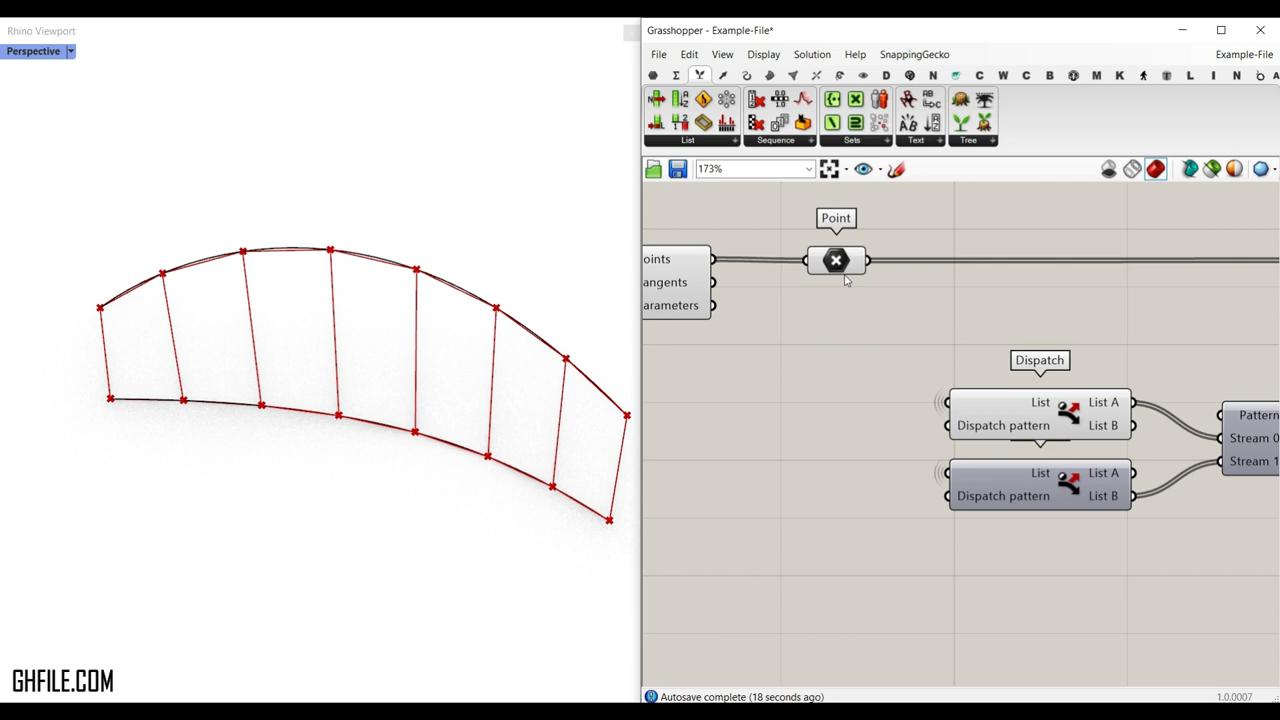 Rhino Viewport
Perspective
Grasshopper - Example-File*
File Edit View Display Solution Help SnappingGecko Example-File
Σ D N C W C B M K L I N A
List Sequence Sets Text Tree
173%
Point
oints
angents
arameters
Dispatch
List List A
Dispatch pattern List B
List List A
Dispatch pattern List B
Pattern
Stream 0
Stream 1
GHFILE.COM
Autosave complete (18 seconds ago) 1.0.0007